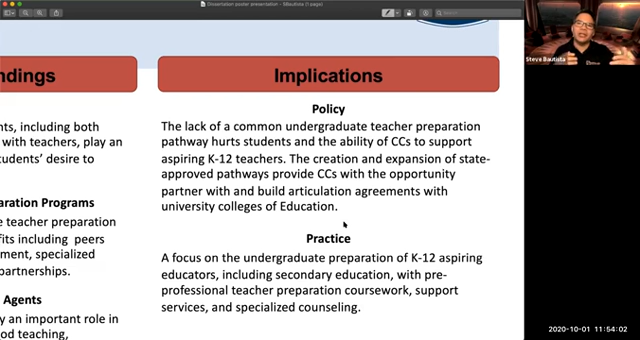 Dissertation poster presentation - MBautista (1 page)
Search
Steve Bautista
ndings
nts, including both
with teachers, play an
tudents' desire to
aration Programs
e teacher preparation
fits including peers
ment, specialized
partnerships.
Agents
y an important role in
od teaching,
Implications
Policy
The lack of a common undergraduate teacher preparation
pathway hurts students and the ability of CCs to support
aspiring K-12 teachers. The creation and expansion of state-
approved pathways provide CCs with the opportunity
partner with and build articulation agreements with
university colleges of Education.
Practice
A focus on the undergraduate preparation of K-12 aspiring
educators, including secondary education, with pre-
professional teacher preparation coursework, support
services, and specialized counseling.
2020-10-01 11:54:02